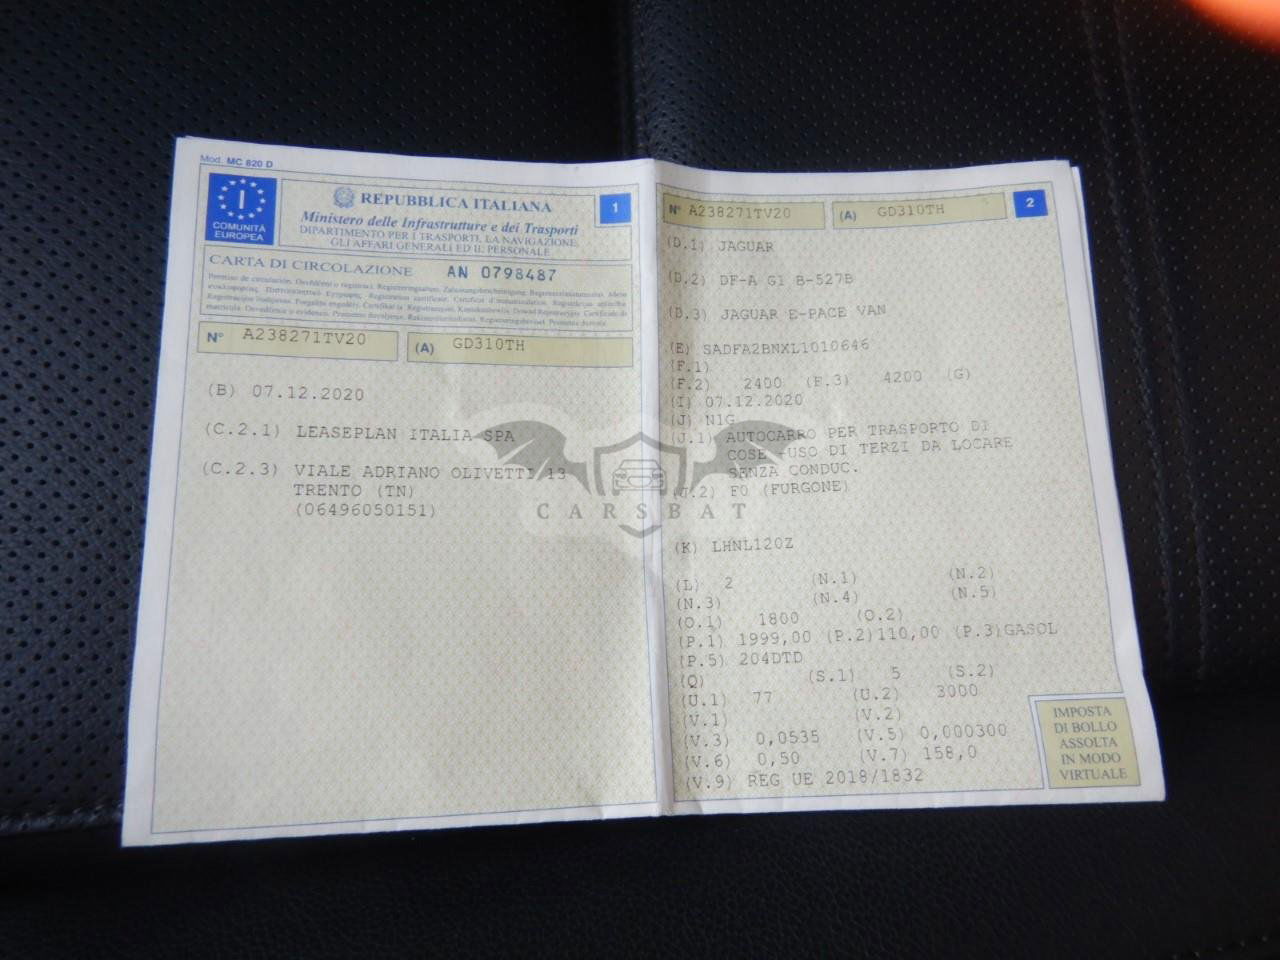 Mod. MC 820 D
I
COMUNITÀ
EUROPEA
REPUBBLICA ITALIANA
Ministero delle Infrastrutture e dei Trasporti
DIPARTIMENTO PER I TRASPORTI, LA NAVIGAZIONE,
GLI AFFARI GENERALI ED IL PERSONALE
1
CARTA DI CIRCOLAZIONE AN 0798487
N° A238271TV20 (A) GD310TH
(B) 07.12.2020
(C.2.1) LEASEPLAN ITALIA SPA
(C.2.3) VIALE ADRIANO OLIVETTI 13
TRENTO (TN)
(06496050151)
N° A238271TV20 (A) GD310TH 2
(D.1) JAGUAR
(D.2) DF-A G1 B-527B
(D.3) JAGUAR E-PACE VAN
(E) SADFA2BNXL1010646
(F.1)
(F.2) 2400 (F.3) 4200 (G)
(I) 07.12.2020
(J) N1G
(J.1) AUTOCARRO PER TRASPORTO DI
COSE -USO DI TERZI DA LOCARE
SENZA CONDUC.
(J.2) F0 (FURGONE)
CARSBAT
(K) LHNL120Z
(L) 2 (N.1) (N.2)
(N.3) (N.4) (N.5)
(O.1) 1800 (O.2)
(P.1) 1999,00 (P.2)110,00 (P.3)GASOL
(P.5) 204DTD
(Q) (S.1) 5 (S.2)
(U.1) 77 (U.2) 3000
(V.1) (V.2)
(V.3) 0,0535 (V.5) 0,000300
(V.6) 0,50 (V.7) 158,0
(V.9) REG UE 2018/1832
IMPOSTA
DI BOLLO
ASSOLTA
IN MODO
VIRTUALE